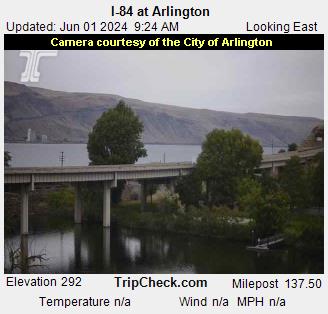 I-84 at Arlington
Updated: Jun 01 2024 9:24 AM Looking East
Camera courtesy of the City of Arlington
Elevation 292 TripCheck.com Milepost 137.50
Temperature n/a Wind n/a MPH n/a